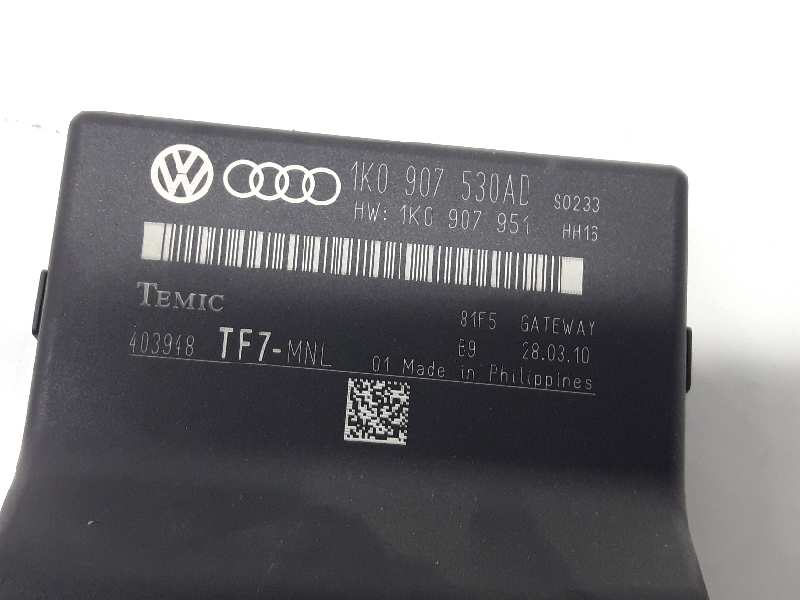 1K0 907 530AD S0233
HW: 1K0 907 951 HH16
TEMIC
81F5 GATEWAY
403948 TF7-MNL E9 28.03.10
01 Made in Philippines